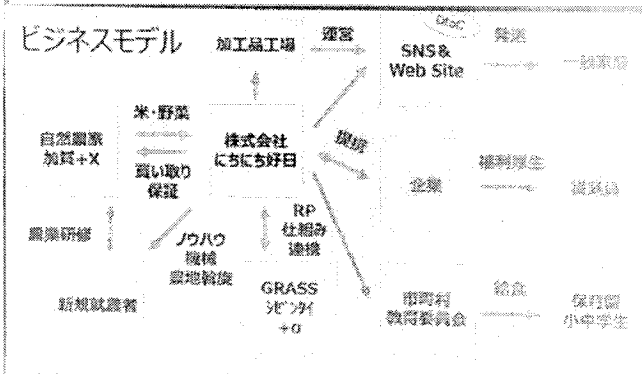 ビジネスモデル
加工品工場
運営
DtoC
SNS&
Web Site
発送
一般家庭
米・野菜
自然農家
加賀+X
買い取り
保証
株式会社
にちにち好日
提携
企業
福利厚生
従業員
農業研修
ノウハウ
機械
農地斡旋
RP
仕組み
連携
新規就農者
GRASS
+α
市町村
教育委員会
給食
保育園
小中学生